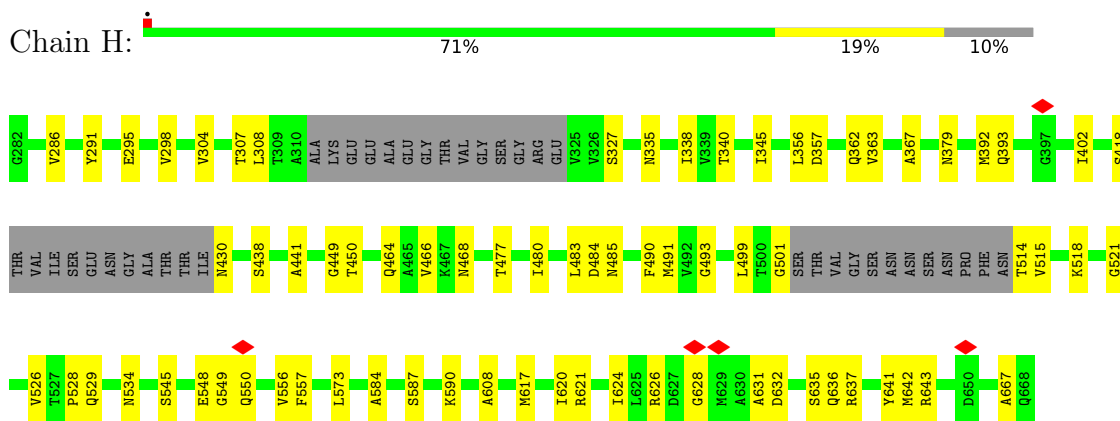 Chain H:
71% 19% 10%
G282 V286 Y291 E295 V298 V304 T307 L308 T309 A310 ALA LYS GLU GLU ALA GLU GLY THR VAL GLY SER GLY ARG GLU V325 V326 S327 N335 I338 V339 T340 I345 L356 D357 Q362 V363 A367 N379 M392 Q393 G397 I402
THR VAL ILE SER GLU ASN GLY ALA THR THR ILE N430 S438 A441 G449 T450 Q464 A465 V466 K467 N468 T477 I480 L483 D484 N485 F490 M491 V492 G493 L499 T500 G501 SER THR VAL GLY SER ASN ASN SER ASN PRO PHE ASN T514 V515 K518 G521
V526 T527 P528 Q529 N534 S545 E548 G549 Q550 V556 F557 L573 A584 S587 K590 A608 M617 I620 R621 I624 L625 R626 D627 G628 M629 A630 A631 D632 S635 Q636 R637 Y641 M642 R643 D650 A667 Q668